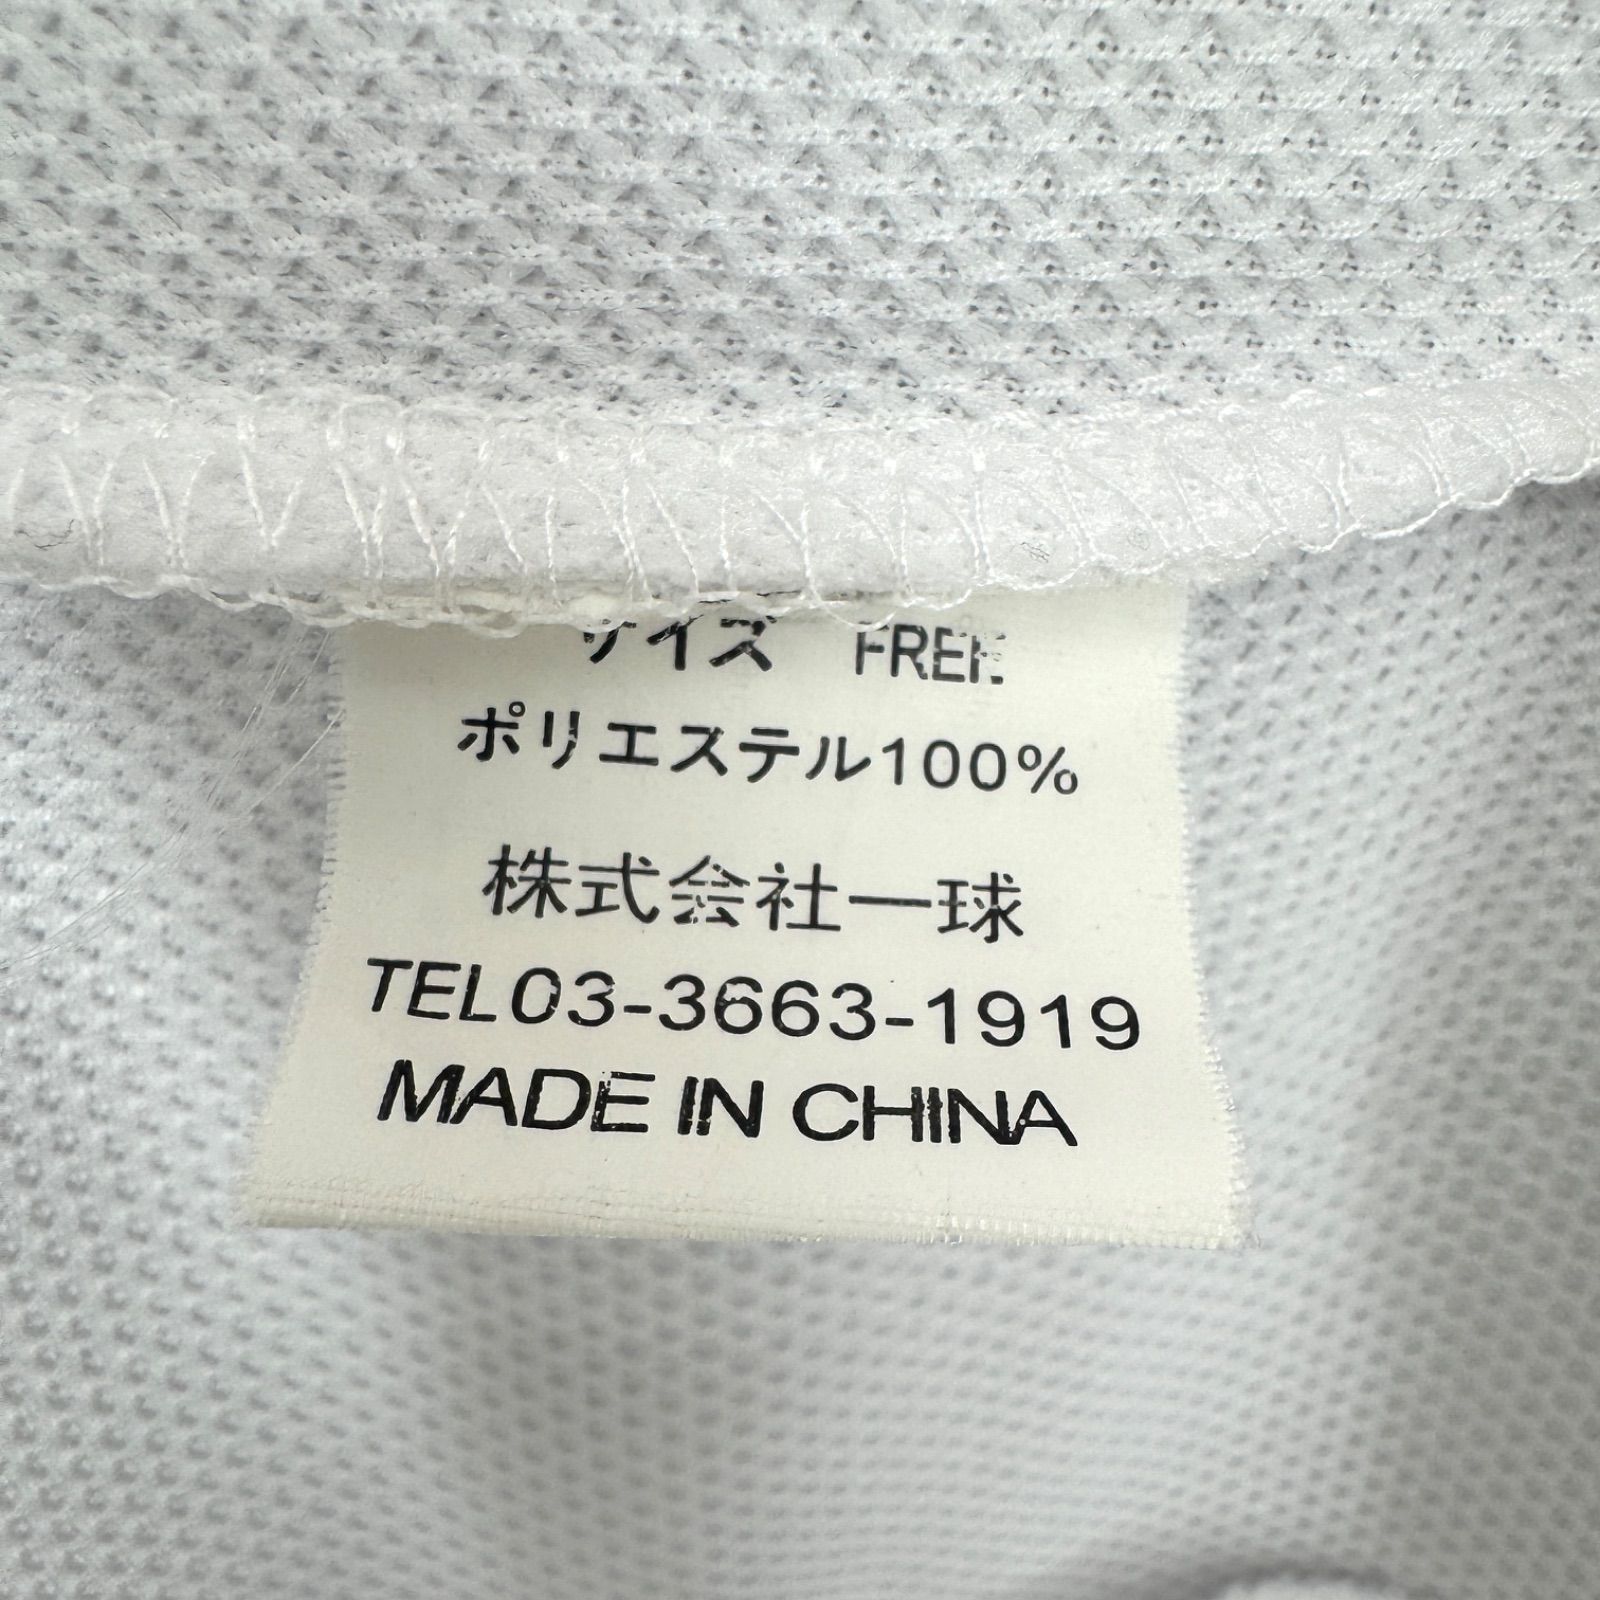 サイズ FREE
ポリエステル100%
株式会社一球
TEL03-3663-1919
MADE IN CHINA